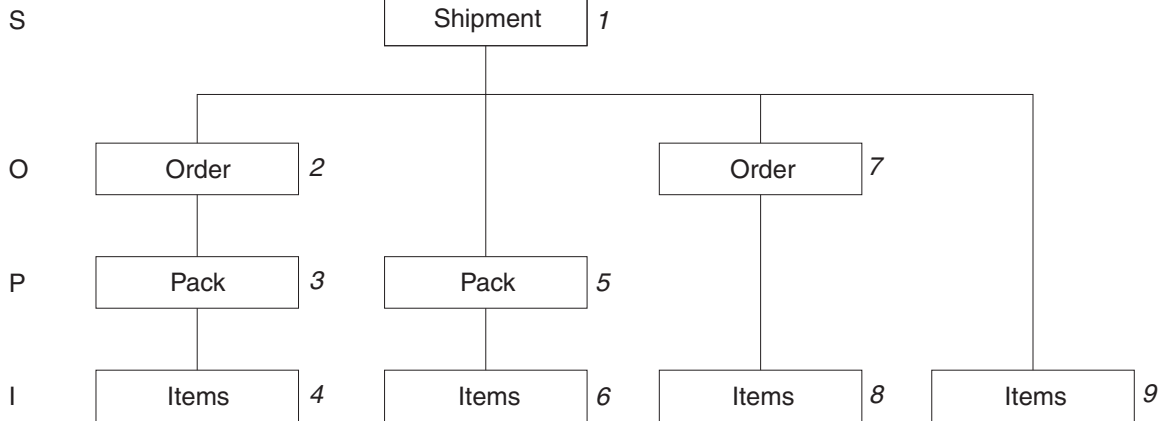 S Shipment 1
O Order 2 Order 7
P Pack 3 Pack 5
I Items 4 Items 6 Items 8 Items 9